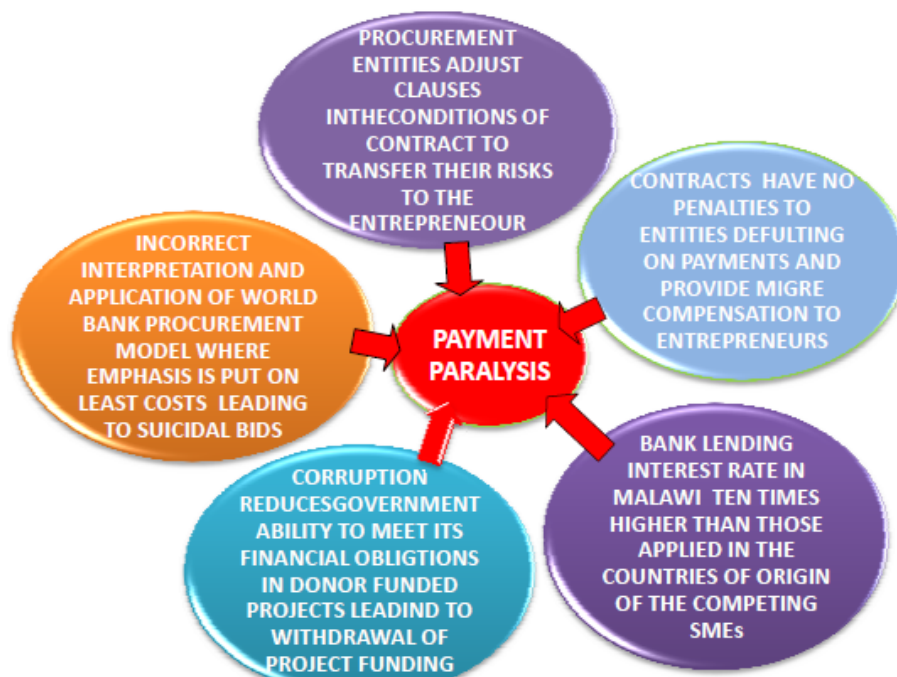 PROCUREMENT
ENTITIES ADJUST
CLAUSES
INTHECONDITIONS OF
CONTRACT TO
TRANSFER THEIR RISKS
TO THE
ENTREPRENEOUR
CONTRACTS HAVE NO
PENALTIES TO
ENTITIES DEFULTING
ON PAYMENTS AND
PROVIDE MIGRE
COMPENSATION TO
ENTREPRENEURS
INCORRECT
INTERPRETATION AND
APPLICATION OF WORLD
BANK PROCUREMENT
MODEL WHERE
EMPHASIS IS PUT ON
LEAST COSTS LEADING
TO SUICIDAL BIDS
PAYMENT
PARALYSIS
CORRUPTION
REDUCESGOVERNMENT
ABILITY TO MEET ITS
FINANCIAL OBLIGTIONS
IN DONOR FUNDED
PROJECTS LEADIND TO
WITHDRAWAL OF
PROJECT FUNDING
BANK LENDING
INTEREST RATE IN
MALAWI TEN TIMES
HIGHER THAN THOSE
APPLIED IN THE
COUNTRIES OF ORIGIN
OF THE COMPETING
SMEs